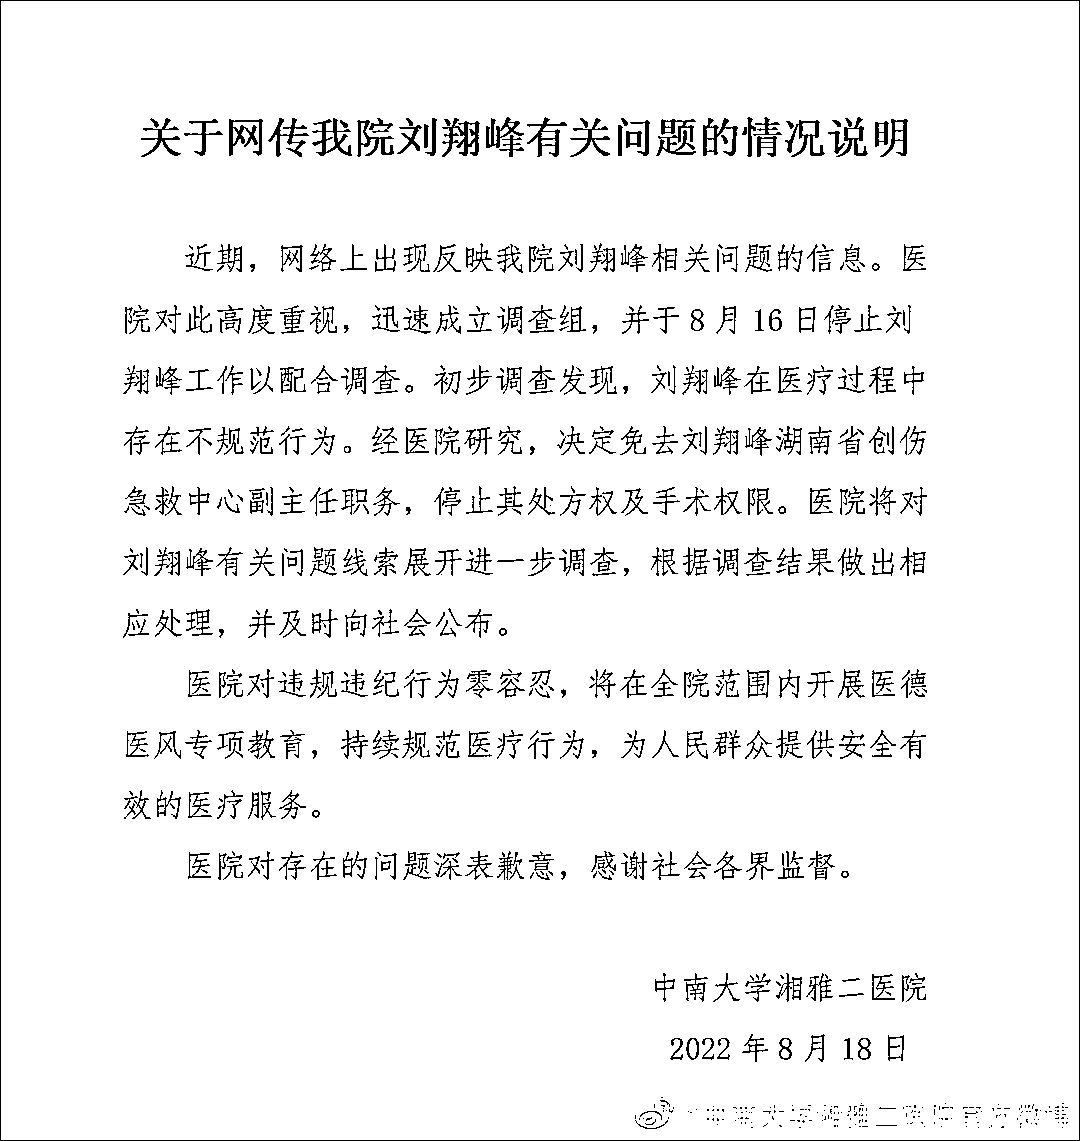 关于网传我院刘翔峰有关问题的情况说明
近期，网络上出现反映我院刘翔峰相关问题的信息。医
院对此高度重视，迅速成立调查组，并于8月16日停止刘
翔峰工作以配合调查。初步调查发现，刘翔峰在医疗过程中
存在不规范行为。经医院研究，决定免去刘翔峰湖南省创伤
急救中心副主任职务，停止其处方权及手术权限。医院将对
刘翔峰有关问题线索展开进一步调查，根据调查结果做出相
应处理，并及时向社会公布。
医院对违规违纪行为零容忍，将在全院范围内开展医德
医风专项教育，持续规范医疗行为，为人民群众提供安全有
效的医疗服务。
医院对存在的问题深表歉意，感谢社会各界监督。
中南大学湘雅二医院
2022年8月18日
中南大学湘雅二医院官方微博